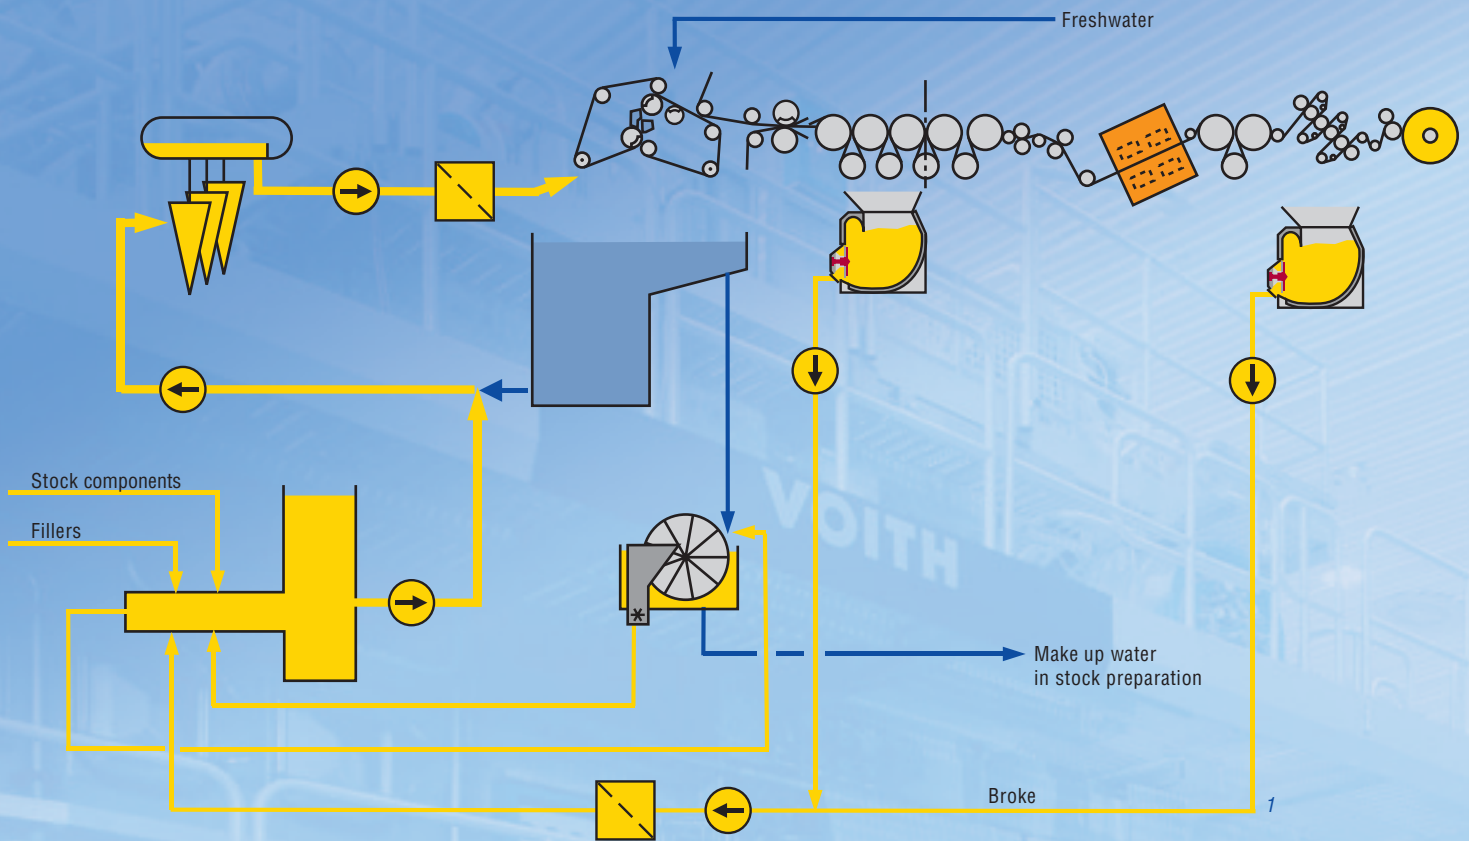 Freshwater
Stock components
Fillers
VOITH
Make up water
in stock preparation
Broke
1